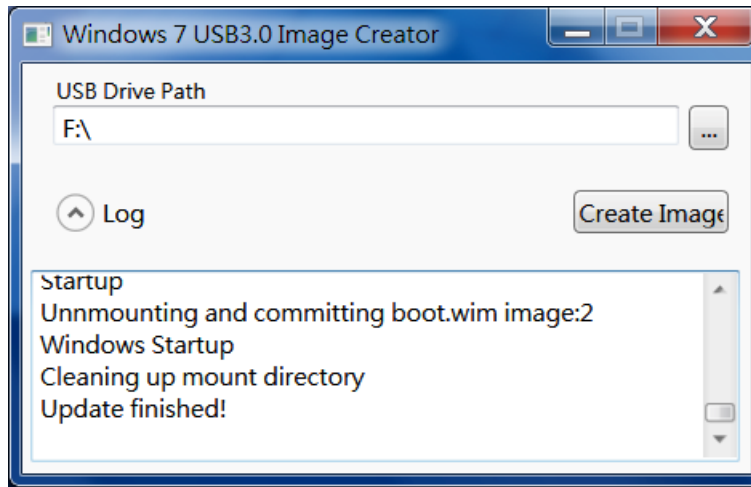 Windows 7 USB3.0 Image Creator
USB Drive Path
F:\
...
Log
Create Image
Startup
Unnmounting and committing boot.wim image:2
Windows Startup
Cleaning up mount directory
Update finished!